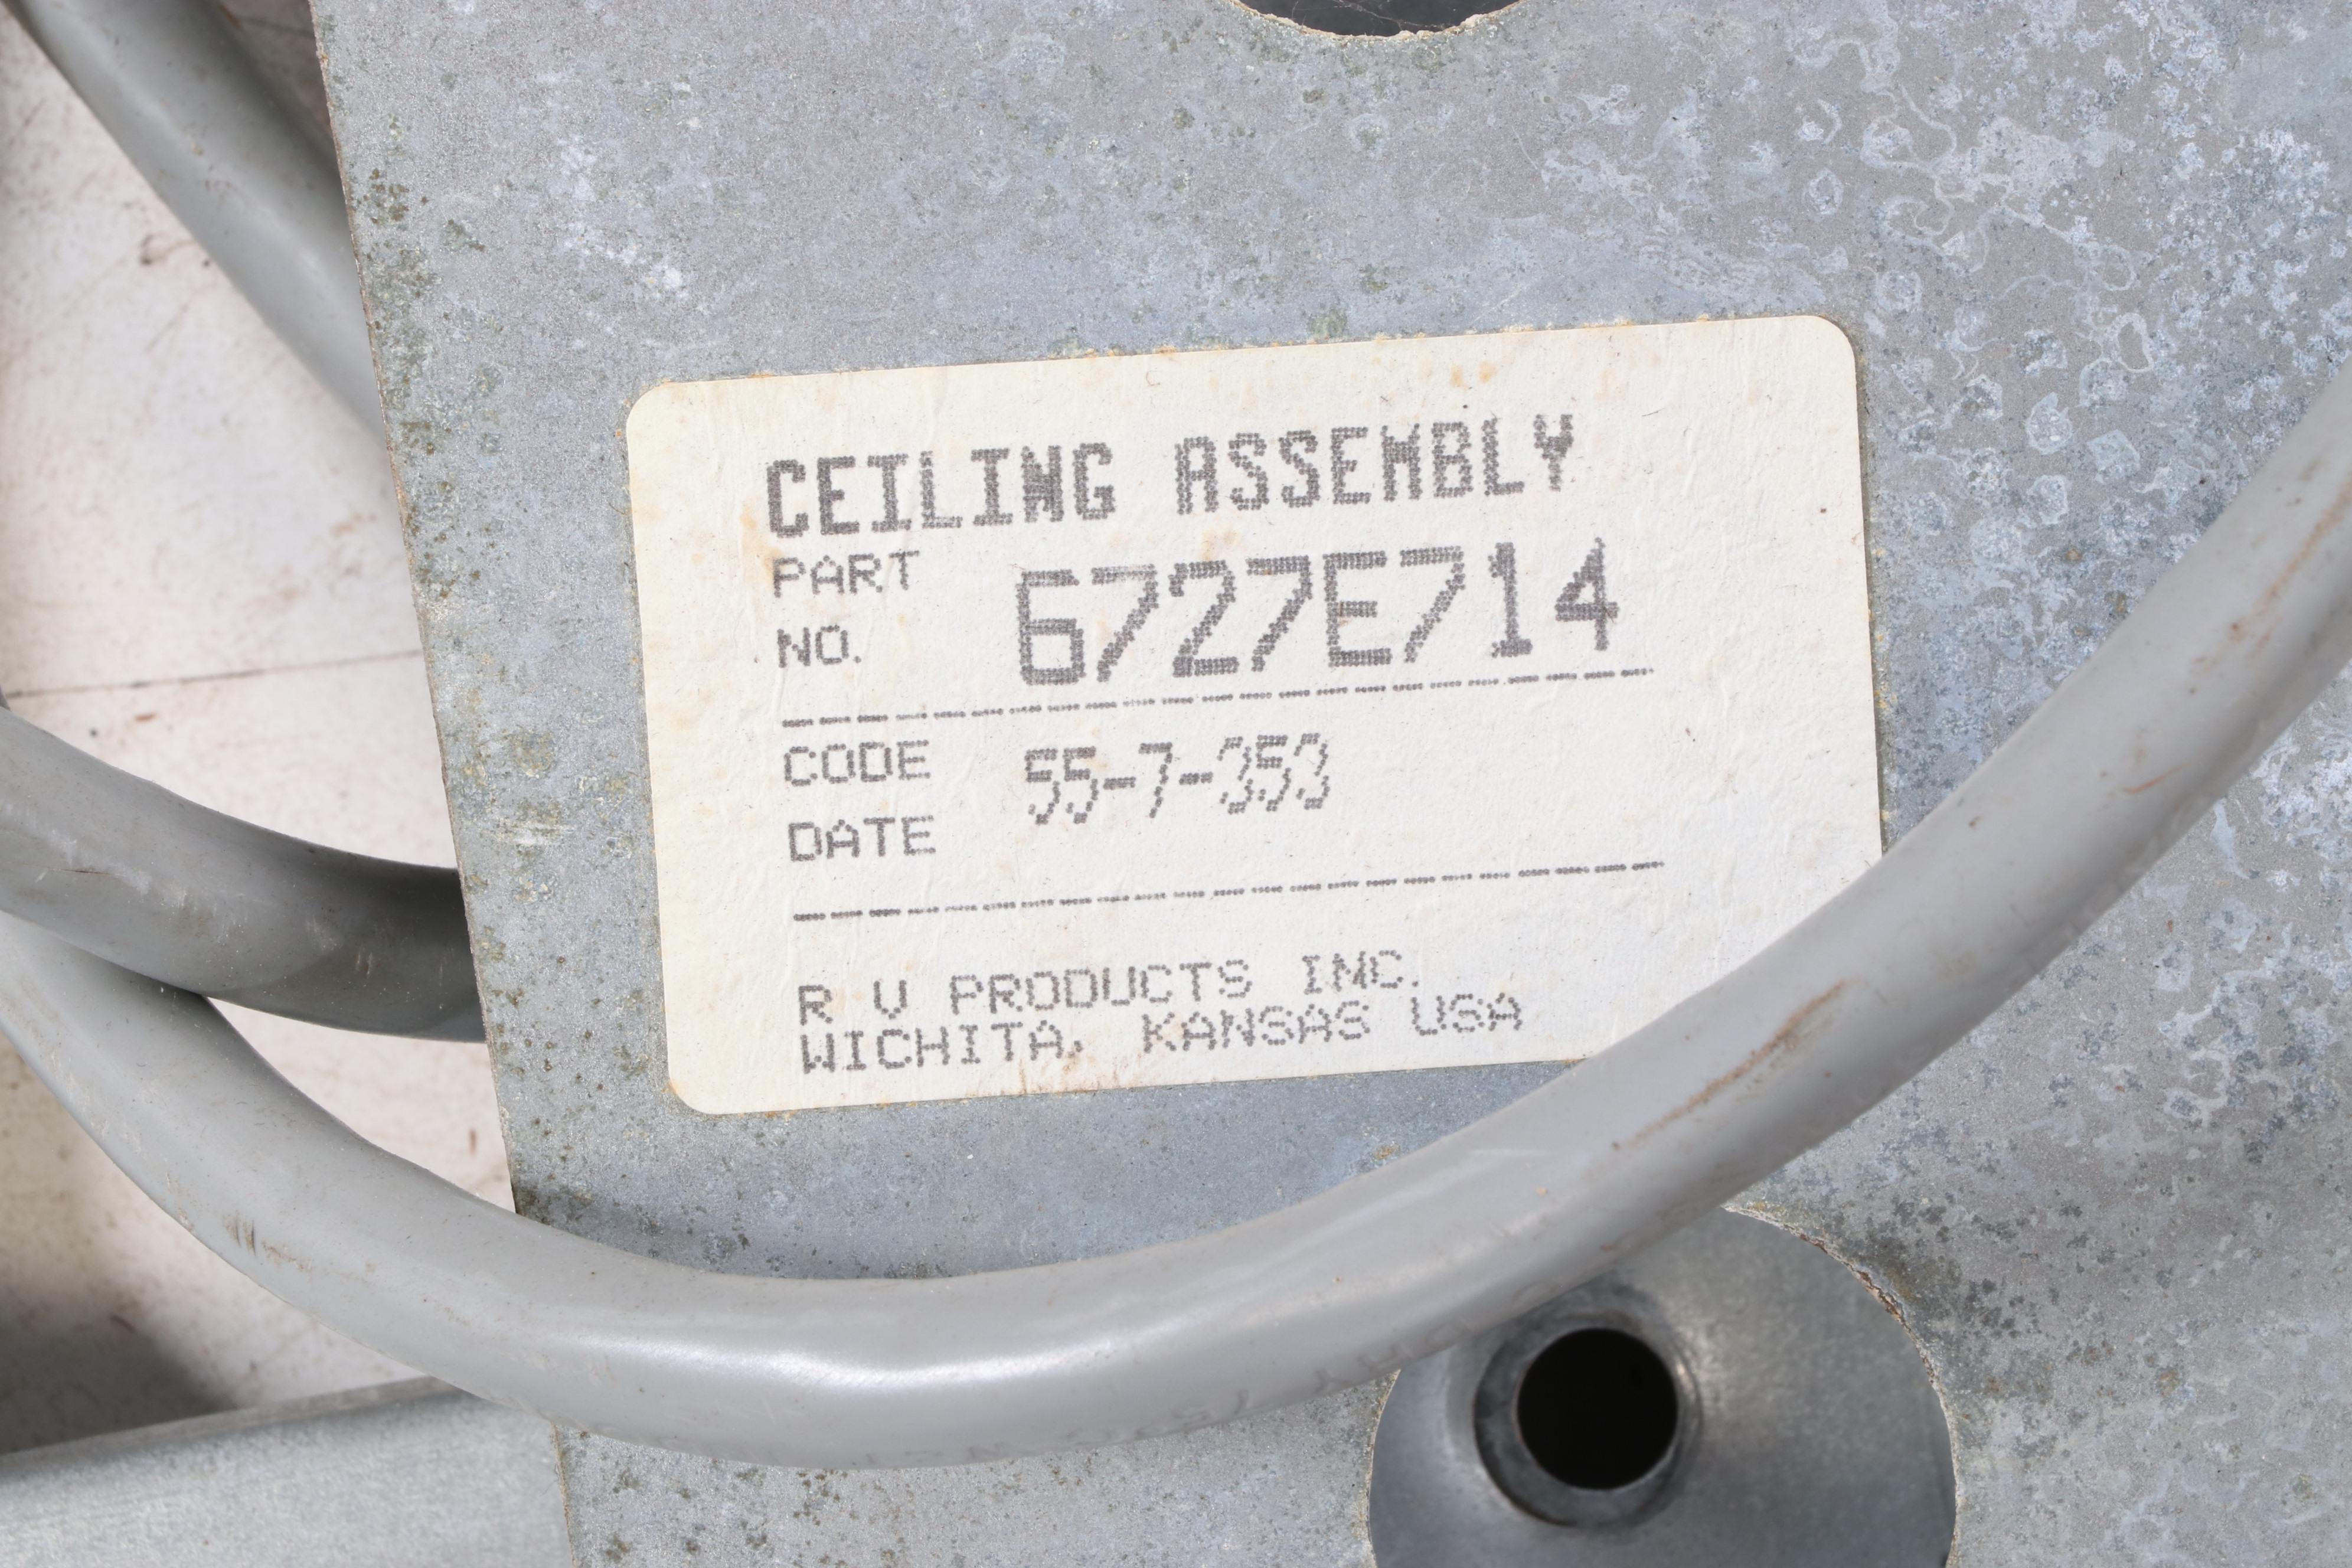 CEILING ASSEMBLY
PART NO. 6727E714
CODE DATE 55-7-353
R V PRODUCTS INC.
WICHITA, KANSAS USA